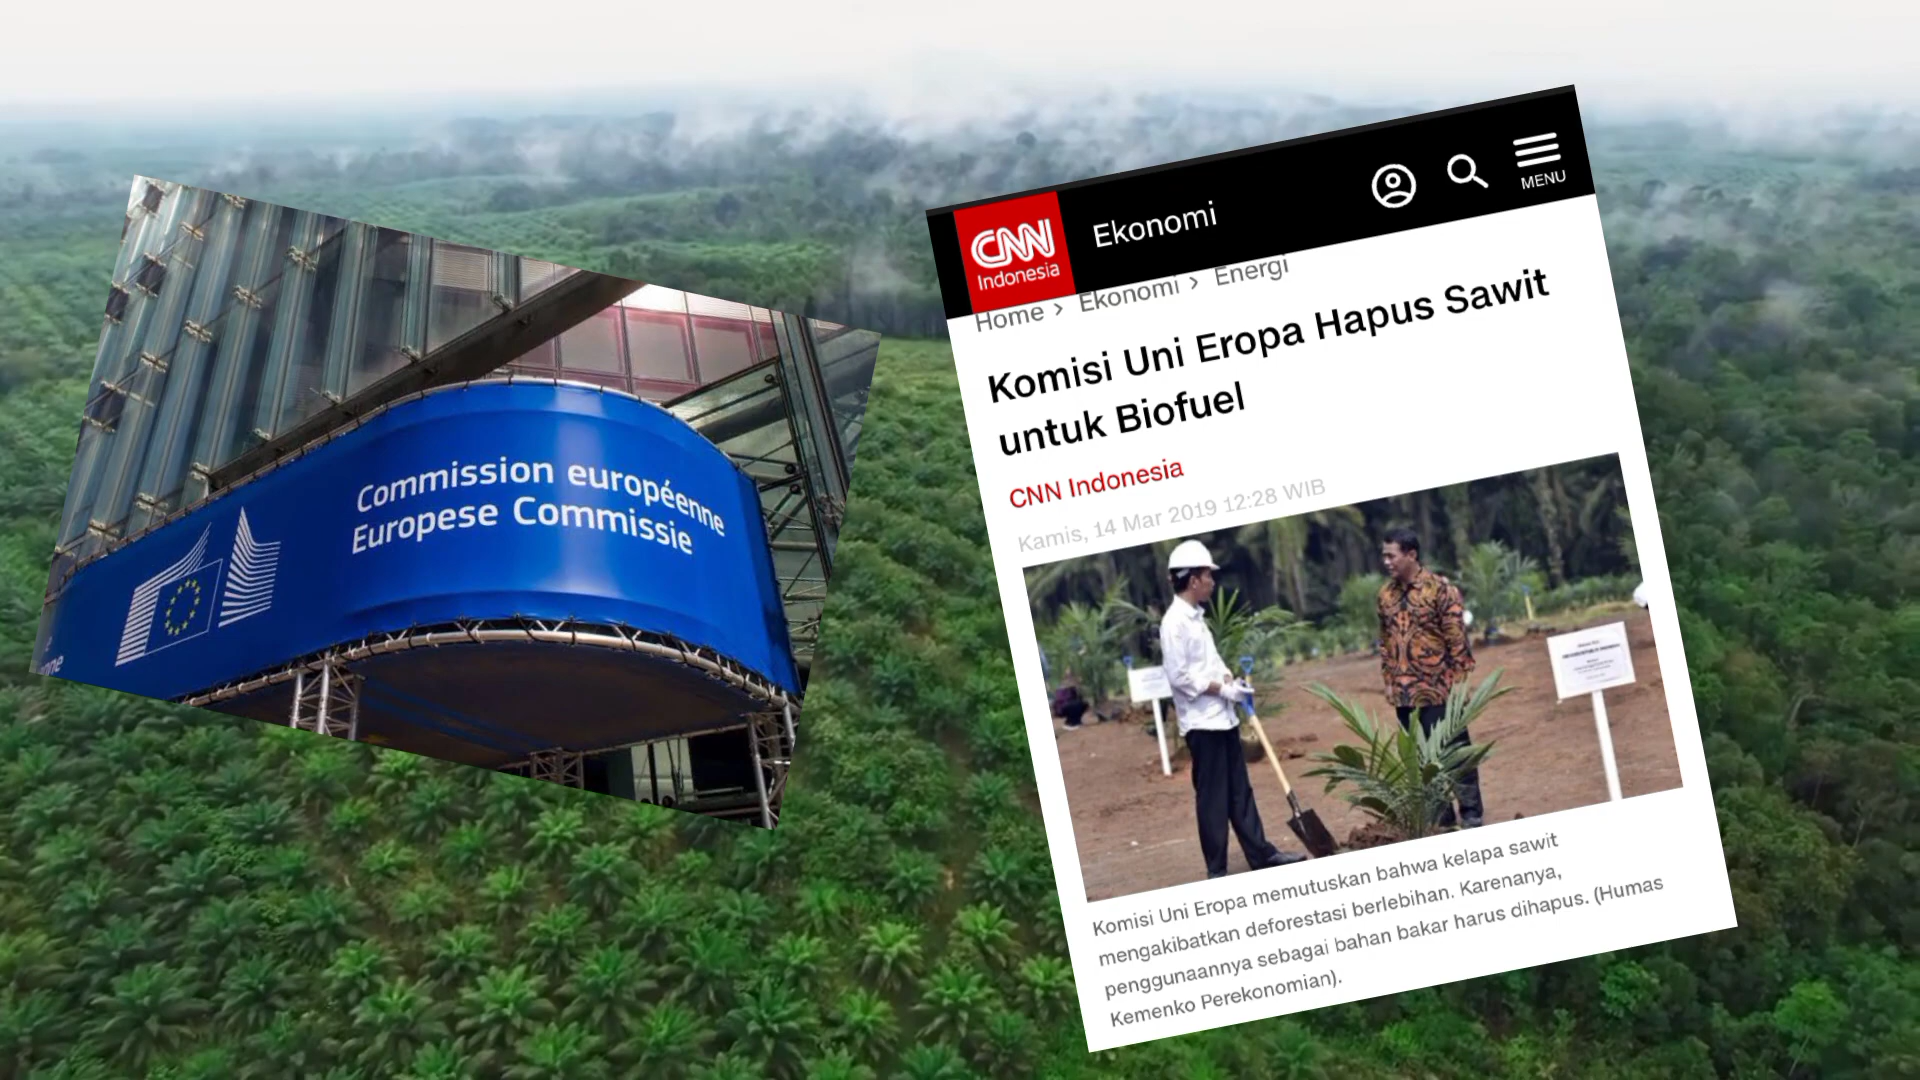 Commission européenne
Europese Commissie
CNN
Indonesia
Ekonomi
MENU
Home > Ekonomi > Energi
Komisi Uni Eropa Hapus Sawit
untuk Biofuel
CNN Indonesia
Kamis, 14 Mar 2019 12:28 WIB
Komisi Uni Eropa memutuskan bahwa kelapa sawit
mengakibatkan deforestasi berlebihan. Karenanya,
penggunaannya sebagai bahan bakar harus dihapus. (Humas
Kemenko Perekonomian).